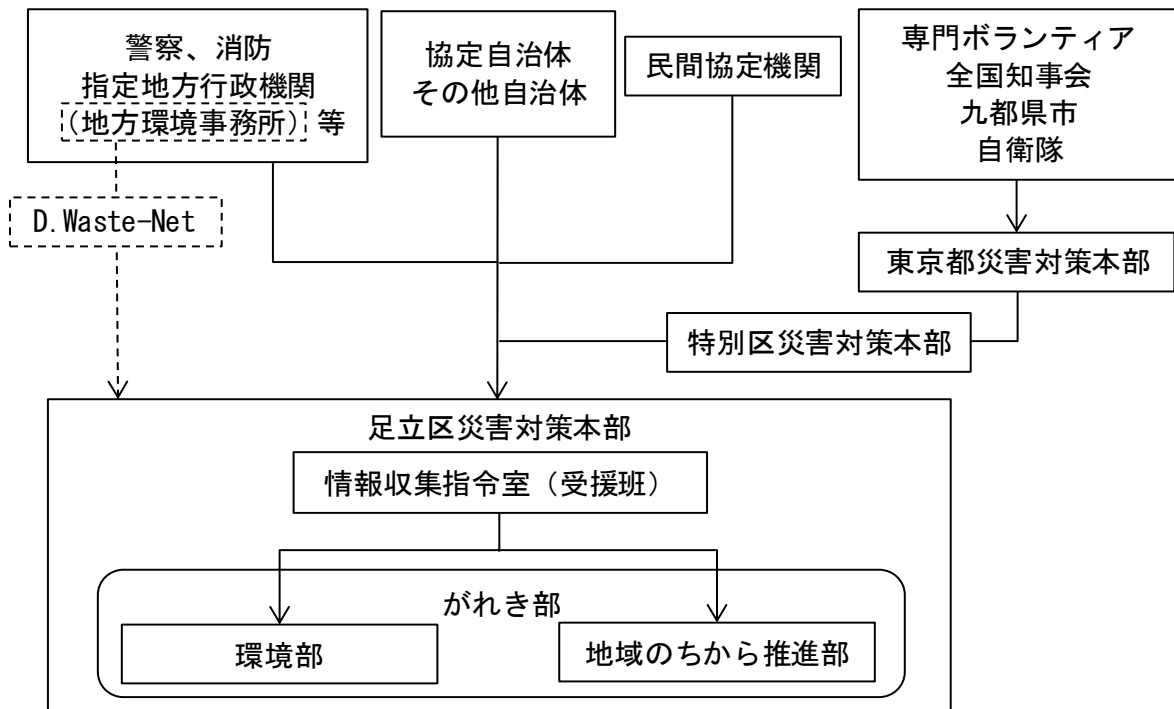 警察、消防
指定地方行政機関
(地方環境事務所) 等
協定自治体
その他自治体
民間協定機関
専門ボランティア
全国知事会
九都県市
自衛隊
D.Waste-Net
東京都災害対策本部
特別区災害対策本部
足立区災害対策本部
情報収集指令室（受援班）
がれき部
環境部
地域のちから推進部